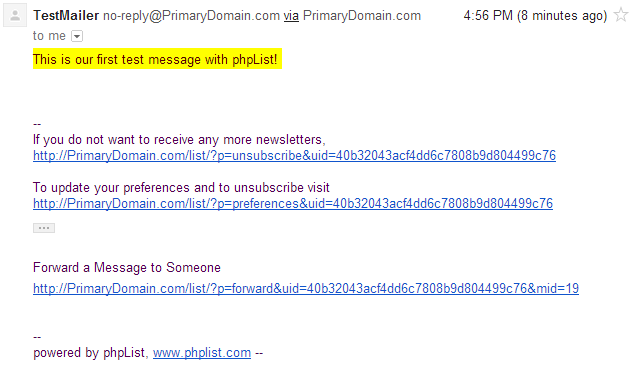 TestMailer no-reply@PrimaryDomain.com via PrimaryDomain.com 4:56 PM (8 minutes ago)
to me
This is our first test message with phpList!
--
If you do not want to receive any more newsletters,
http://PrimaryDomain.com/list/?p=unsubscribe&uid=40b32043acf4dd6c7808b9d804499c76
To update your preferences and to unsubscribe visit
http://PrimaryDomain.com/list/?p=preferences&uid=40b32043acf4dd6c7808b9d804499c76
Forward a Message to Someone
http://PrimaryDomain.com/list/?p=forward&uid=40b32043acf4dd6c7808b9d804499c76&mid=19
--
powered by phpList, www.phplist.com --